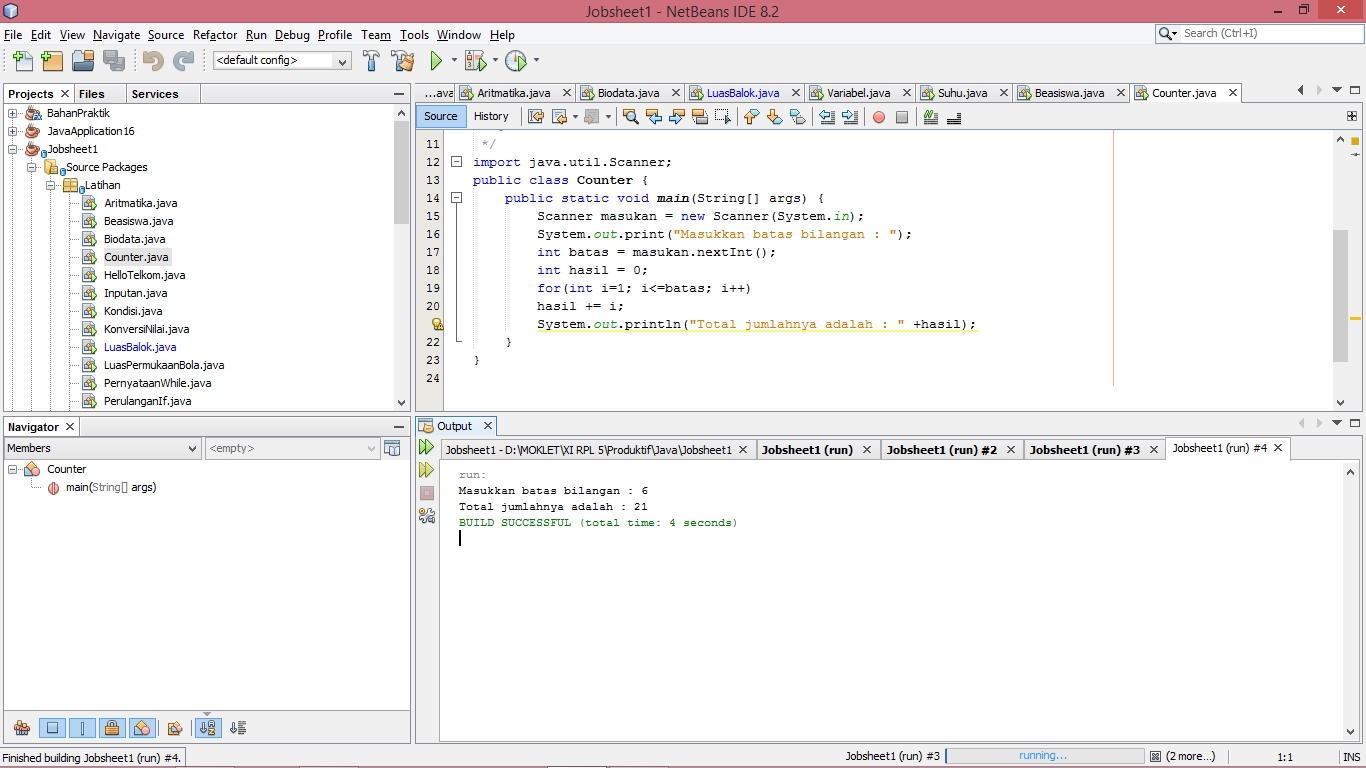 Jobsheet1 - NetBeans IDE 8.2
File Edit View Navigate Source Refactor Run Debug Profile Team Tools Window Help
Search (Ctrl+I)
<default config>
Projects Files Services
BahanPraktik
JavaApplication16
Jobsheet1
Source Packages
Latihan
Aritmatika.java
Beasiswa.java
Biodata.java
Counter.java
HelloTelkom.java
Inputan.java
Kondisi.java
KonversiNilai.java
LuasBalok.java
LuasPermukaanBola.java
PernyataanWhile.java
PerulanganIf.java
Navigator
Members <empty>
Counter
main(String[] args)
...ava Aritmatika.java Biodata.java LuasBalok.java Variabel.java Suhu.java Beasiswa.java Counter.java
Source History
11 */
12 import java.util.Scanner;
13 public class Counter {
14 public static void main(String[] args) {
15 Scanner masukan = new Scanner(System.in);
16 System.out.print("Masukkan batas bilangan : ");
17 int batas = masukan.nextInt();
18 int hasil = 0;
19 for(int i=1; i<=batas; i++)
20 hasil += i;
System.out.println("Total jumlahnya adalah : " +hasil);
22 }
23 }
24
Output
Jobsheet1 - D:\MOKLET\XI RPL 5\Produktif\Java\Jobsheet1 Jobsheet1 (run) Jobsheet1 (run) #2 Jobsheet1 (run) #3 Jobsheet1 (run) #4
run:
Masukkan batas bilangan : 6
Total jumlahnya adalah : 21
BUILD SUCCESSFUL (total time: 4 seconds)
Finished building Jobsheet1 (run) #4.
Jobsheet1 (run) #3 running... (2 more...) 1:1 INS